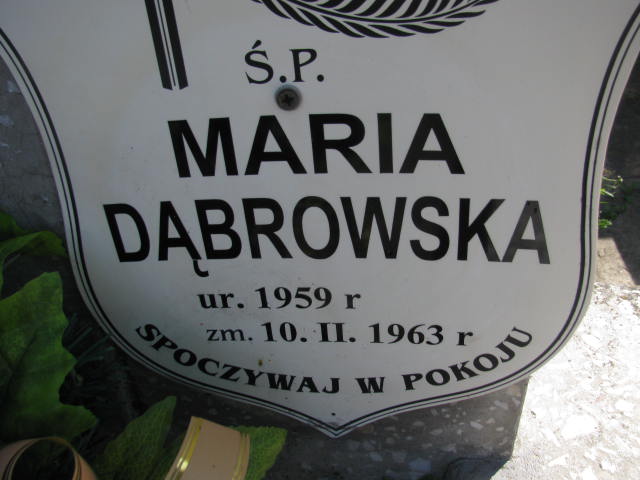 Ś.P.
MARIA
DĄBROWSKA
ur. 1959 r
zm. 10. II. 1963 r
SPOCZYWAJ W POKOJU